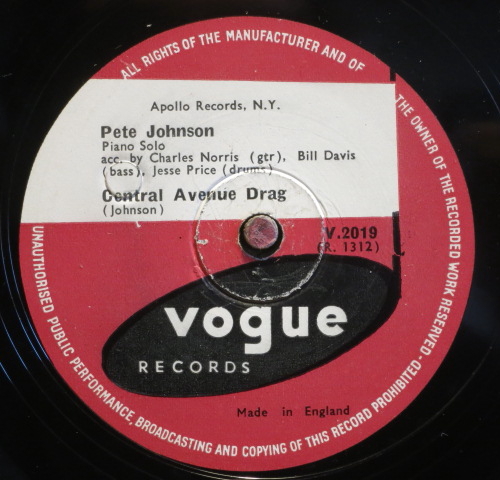 ALL RIGHTS OF THE MANUFACTURER AND OF
THE OWNER OF THE RECORDED WORK RESERVED -
UNAUTHORISED PUBLIC PERFORMANCE, BROADCASTING AND COPYING OF THIS RECORD PROHIBITED-
Apollo Records, N.Y.
Pete Johnson
Piano Solo
acc. by Charles Norris (gtr), Bill Davis
(bass), Jesse Price (drums)
Central Avenue Drag
(Johnson)
V.2019
(R. 1312)
vogue
RECORDS
Made in England